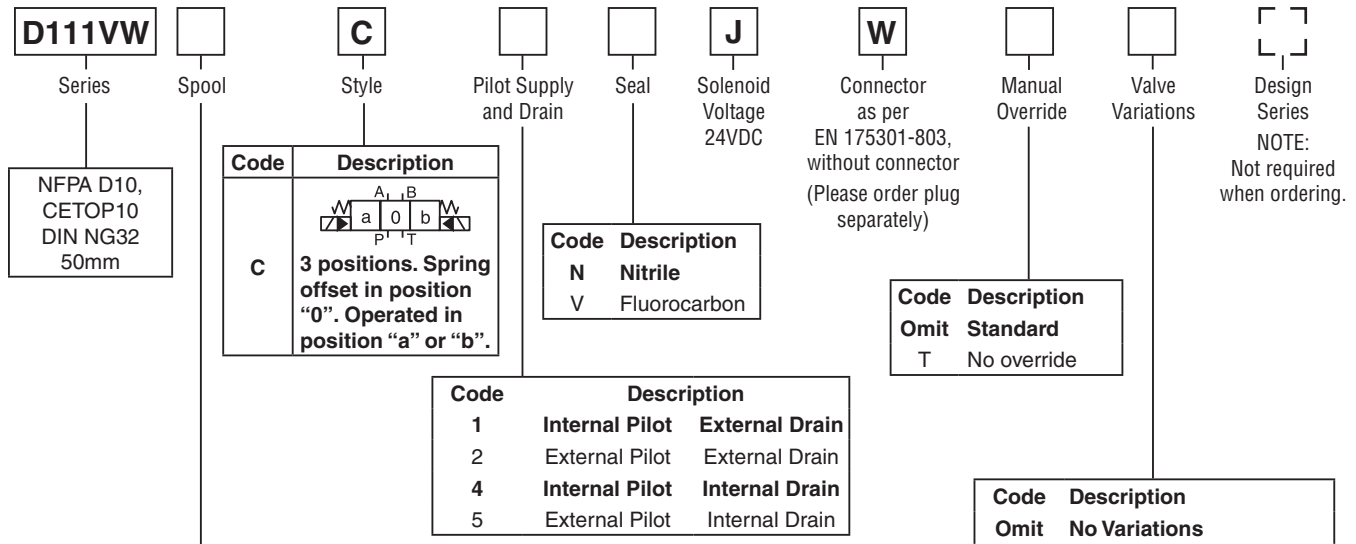 D111VW C J W
Series
Spool
Style
Pilot Supply
and Drain
Seal
Solenoid
Voltage
24VDC
Connector
as per
EN 175301-803,
without connector
(Please order plug
separately)
Manual
Override
Valve
Variations
Design
Series
NOTE:
Not required
when ordering.
NFPA D10,
CETOP10
DIN NG32
50mm
Code Description
A B
a 0 b
P T
C 3 positions. Spring
offset in position
“0”. Operated in
position “a” or “b”.
Code Description
N Nitrile
V Fluorocarbon
Code Description
Omit Standard
T No override
Code Description
1 Internal Pilot External Drain
2 External Pilot External Drain
4 Internal Pilot Internal Drain
5 External Pilot Internal Drain
Code Description
Omit No Variations